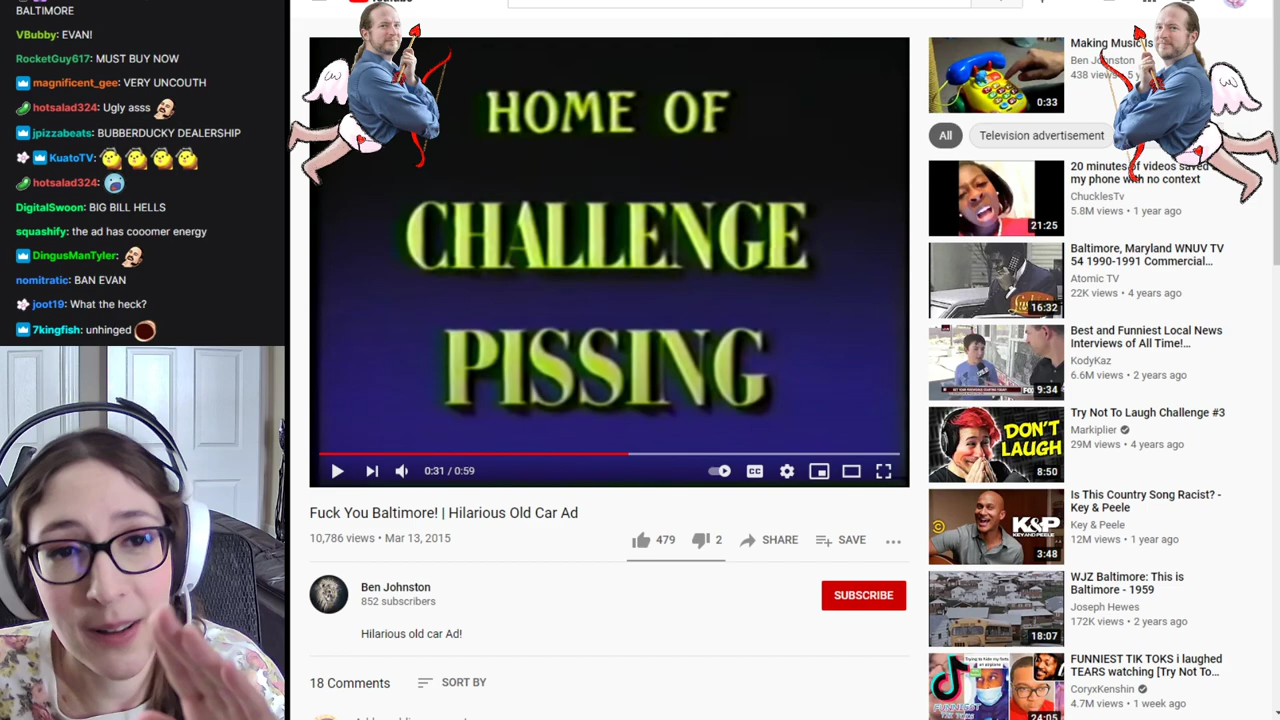 BALTIMORE
VBubby: EVAN!
RocketGuy617: MUST BUY NOW
magnificent_gee: VERY UNCOUTH
hotsalad324: Ugly asss
jpizzabeats: BUBBERDUCKY DEALERSHIP
KuatoTV:
hotsalad324:
DigitalSwoon: BIG BILL HELLS
squashify: the ad has cooomer energy
DingusManTyler:
nomitratic: BAN EVAN
joot19: What the heck?
7kingfish: unhinged
HOME OF
CHALLENGE
PISSING
0:31 / 0:59
CC
Fuck You Baltimore! | Hilarious Old Car Ad
10,786 views • Mar 13, 2015
479
2
SHARE
SAVE
Ben Johnston
852 subscribers
SUBSCRIBE
Hilarious old car Ad!
18 Comments
SORT BY
Making Music Is
Ben Johnston
438 views • 5 y
0:33
All
Television advertisement
20 minutes of videos saved
my phone with no context
ChucklesTv
5.8M views • 1 year ago
21:25
Baltimore, Maryland WNUV TV
54 1990-1991 Commercial...
Atomic TV
22K views • 4 years ago
16:32
Best and Funniest Local News
Interviews of All Time!...
KodyKaz
6.6M views • 2 years ago
9:34
Try Not To Laugh Challenge #3
Markiplier
29M views • 4 years ago
DON'T
LAUGH
8:50
Is This Country Song Racist? -
Key & Peele
Key & Peele
12M views • 1 year ago
K&P
KEY AND PEELE
3:48
WJZ Baltimore: This is
Baltimore - 1959
Joseph Hewes
172K views • 2 years ago
18:07
FUNNIEST TIK TOKS i laughed
TEARS watching [Try Not To...
CoryxKenshin
4.7M views • 1 week ago
24:05